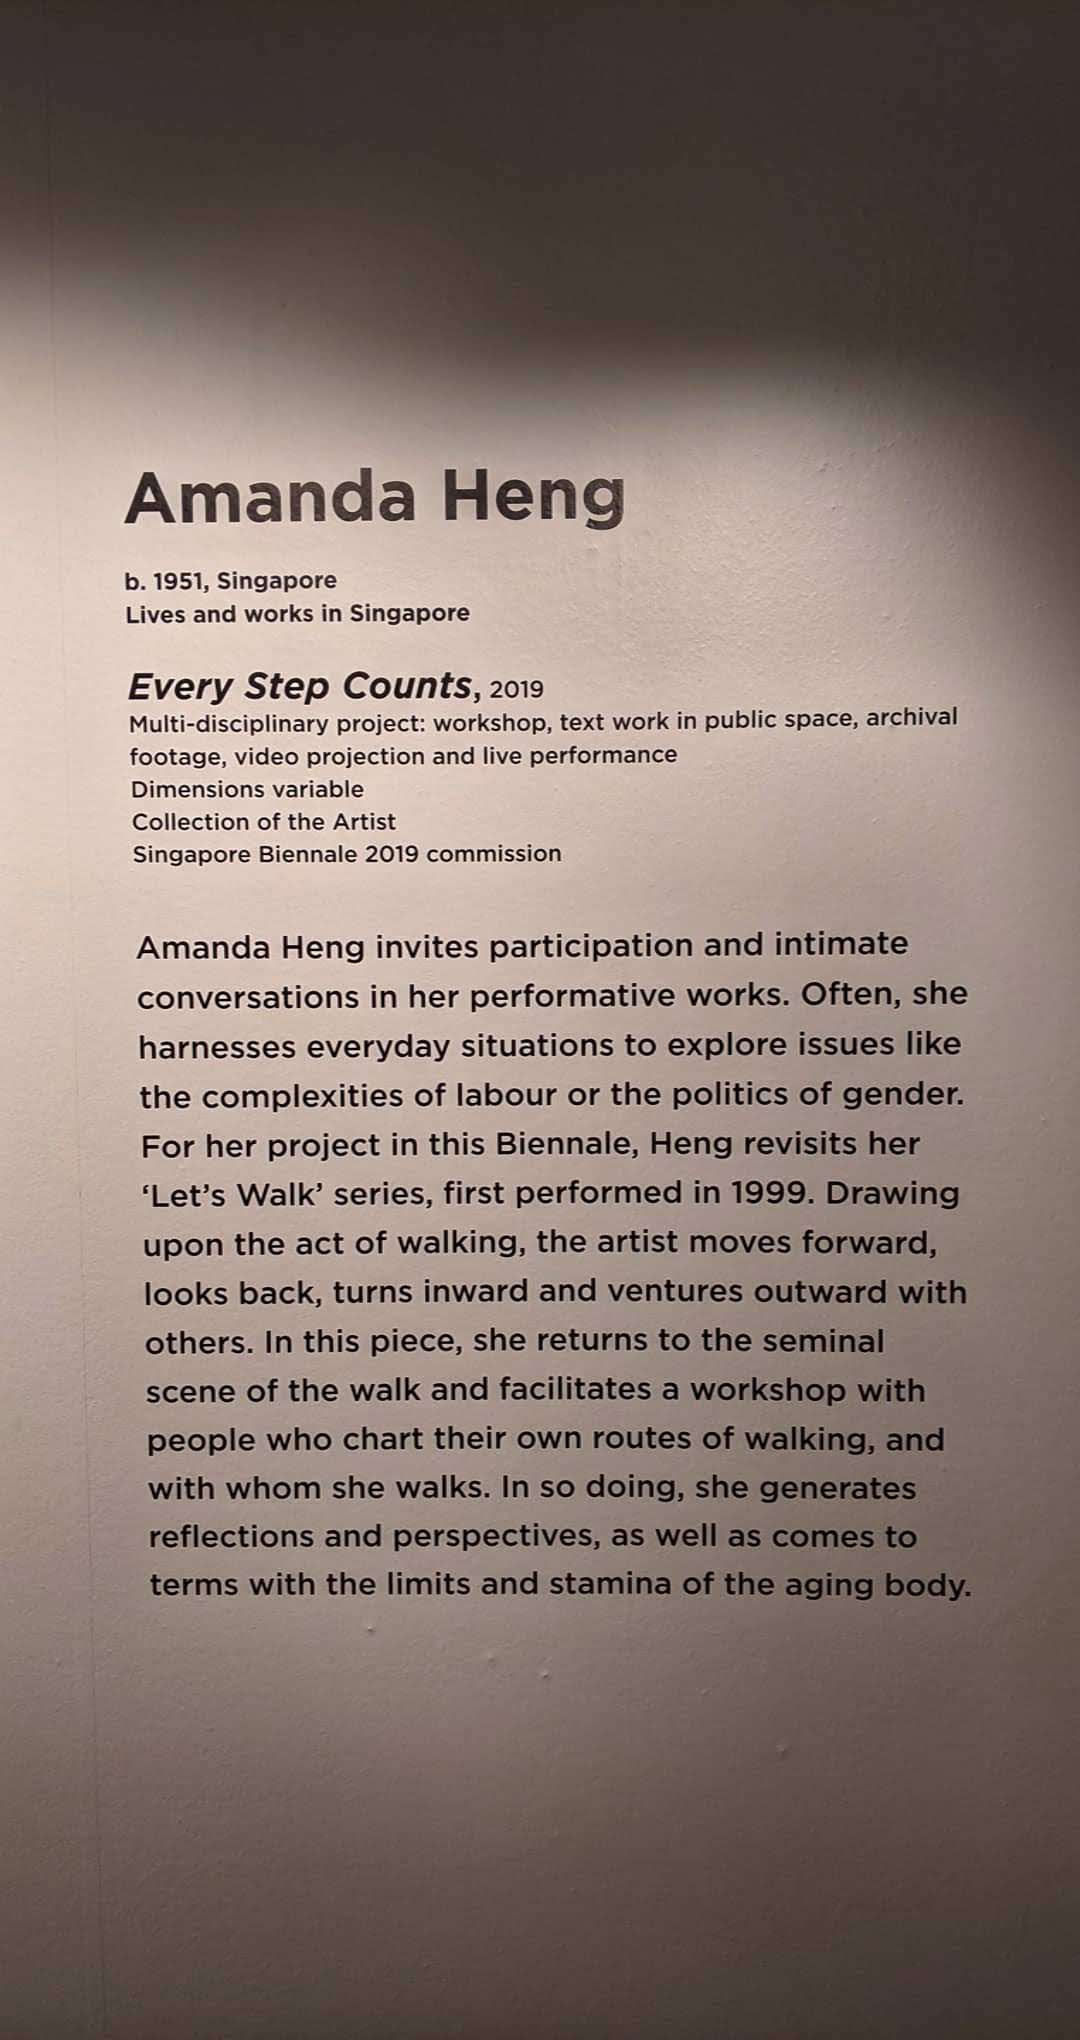 Amanda Heng
b. 1951, Singapore
Lives and works in Singapore
Every Step Counts, 2019
Multi-disciplinary project: workshop, text work in public space, archival
footage, video projection and live performance
Dimensions variable
Collection of the Artist
Singapore Biennale 2019 commission
Amanda Heng invites participation and intimate
conversations in her performative works. Often, she
harnesses everyday situations to explore issues like
the complexities of labour or the politics of gender.
For her project in this Biennale, Heng revisits her
‘Let’s Walk’ series, first performed in 1999. Drawing
upon the act of walking, the artist moves forward,
looks back, turns inward and ventures outward with
others. In this piece, she returns to the seminal
scene of the walk and facilitates a workshop with
people who chart their own routes of walking, and
with whom she walks. In so doing, she generates
reflections and perspectives, as well as comes to
terms with the limits and stamina of the aging body.